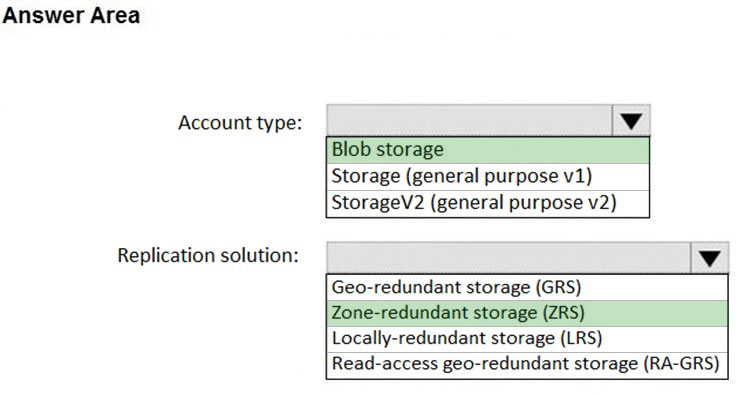 Answer Area
Account type:
Blob storage
Storage (general purpose v1)
StorageV2 (general purpose v2)
Replication solution:
Geo-redundant storage (GRS)
Zone-redundant storage (ZRS)
Locally-redundant storage (LRS)
Read-access geo-redundant storage (RA-GRS)